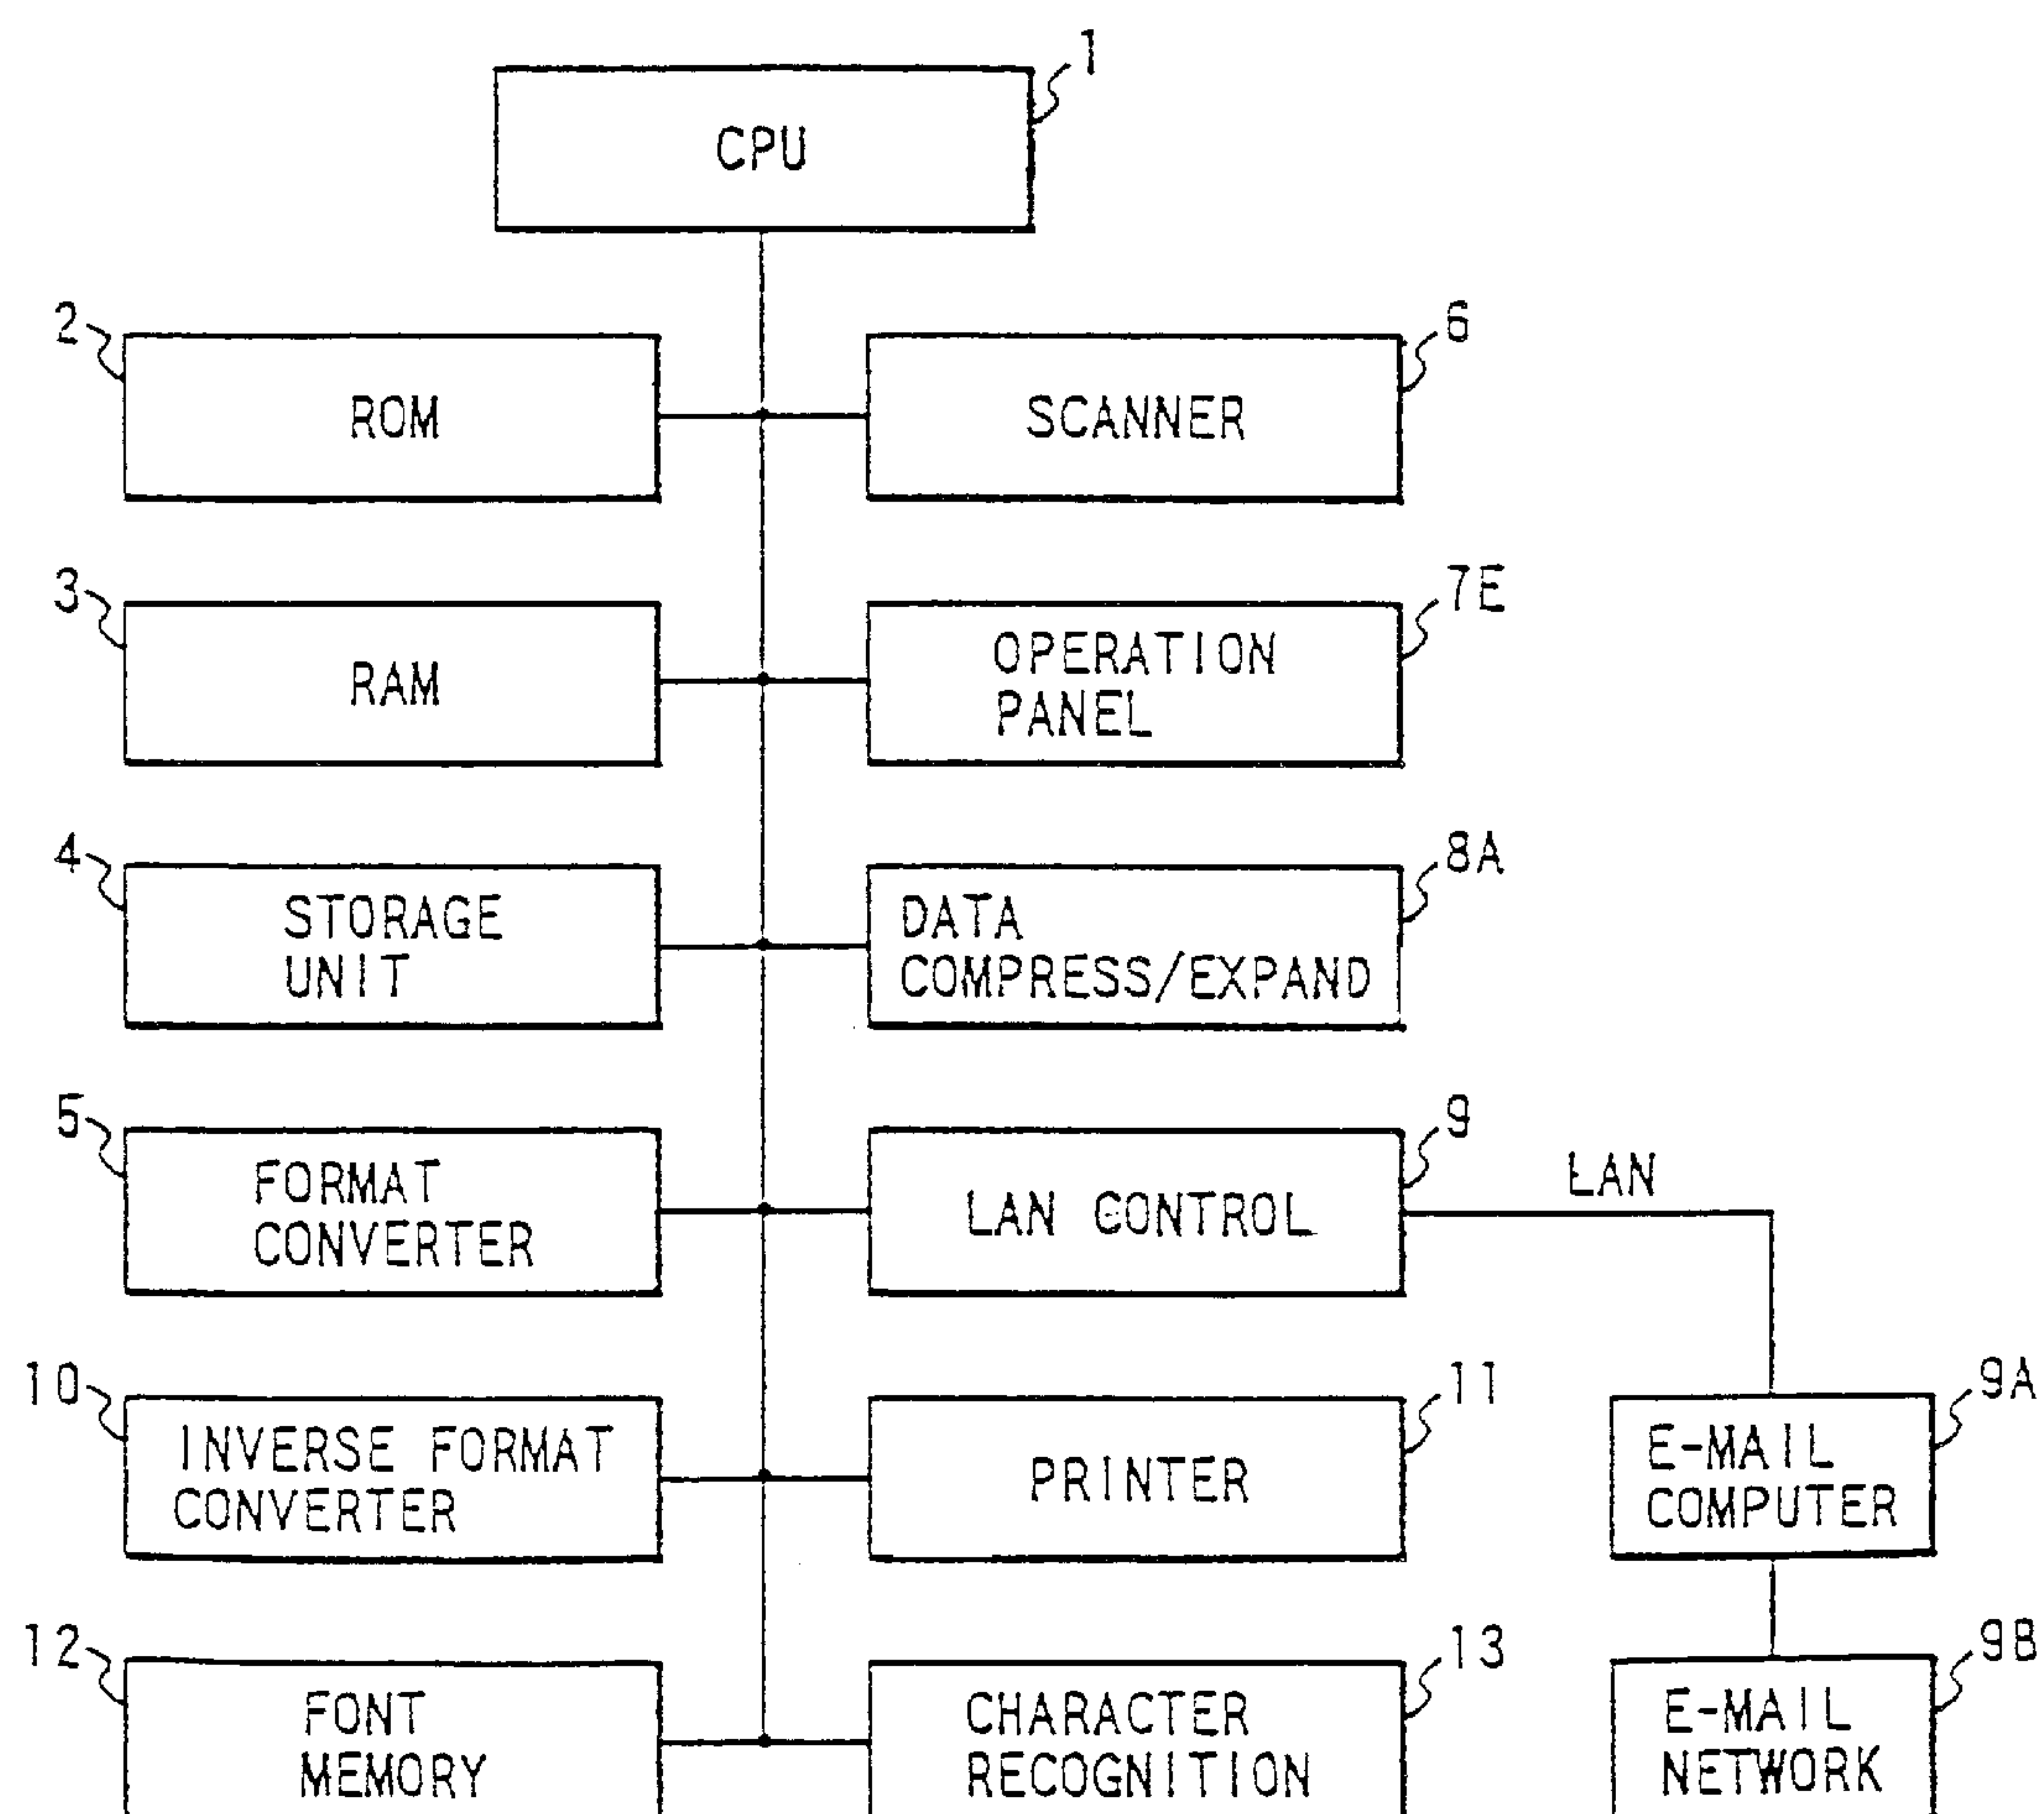 1
CPU
2
ROM
6
SCANNER
3
RAM
7E
OPERATION
PANEL
4
STORAGE
UNIT
8A
DATA
COMPRESS/EXPAND
5
FORMAT
CONVERTER
9
LAN CONTROL
LAN
10
INVERSE FORMAT
CONVERTER
11
PRINTER
9A
E-MAIL
COMPUTER
12
FONT
MEMORY
13
CHARACTER
RECOGNITION
9B
E-MAIL
NETWORK